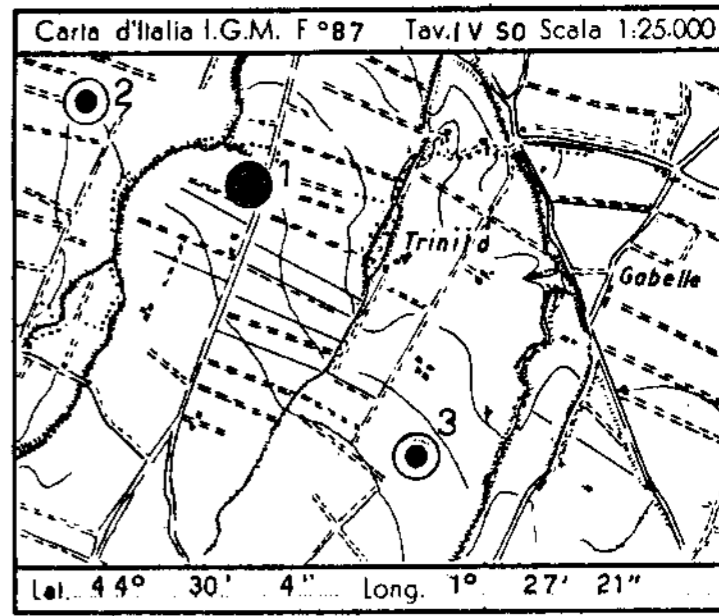 Carta d'Italia I.G.M. F°87 Tav. IV SO Scala 1:25.000
2
1
Trinità
Gabelle
3
Lat. 44° 30' 4" Long. 1° 27' 21"